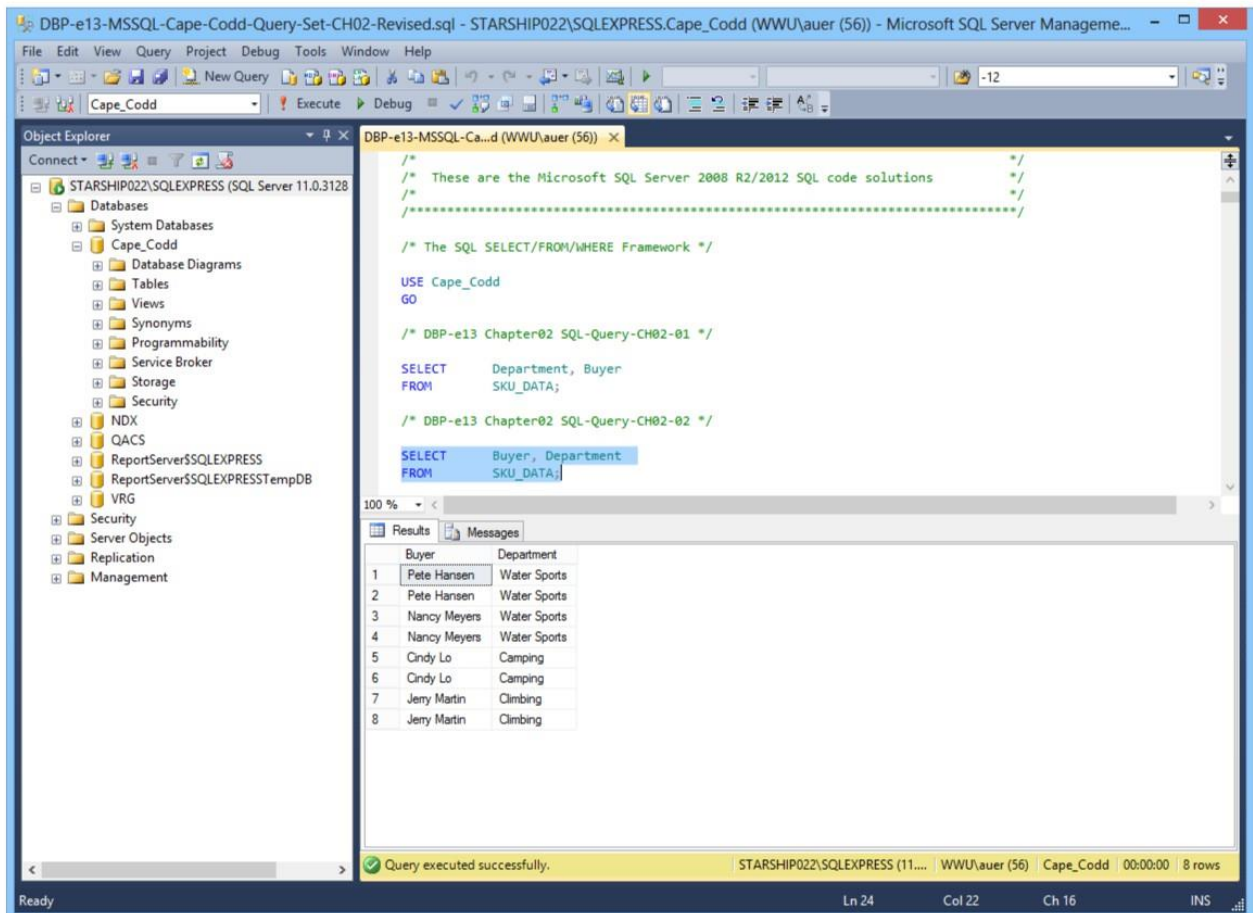 DBP-e13-MSSQL-Cape-Codd-Query-Set-CH02-Revised.sql - STARSHIP022\SQLEXPRESS.Cape_Codd (WWU\auer (56)) - Microsoft SQL Server Manageme...
File Edit View Query Project Debug Tools Window Help
New Query -12
Cape_Codd Execute Debug
Object Explorer
Connect
STARSHIP022\SQLEXPRESS (SQL Server 11.0.3128
Databases
System Databases
Cape_Codd
Database Diagrams
Tables
Views
Synonyms
Programmability
Service Broker
Storage
Security
NDX
QACS
ReportServer$SQLEXPRESS
ReportServer$SQLEXPRESSTempDB
VRG
Security
Server Objects
Replication
Management
DBP-e13-MSSQL-Ca...d (WWU\auer (56))
/* */
/* These are the Microsoft SQL Server 2008 R2/2012 SQL code solutions */
/* */
/********************************************************************************/
/* The SQL SELECT/FROM/WHERE Framework */
USE Cape_Codd
GO
/* DBP-e13 Chapter02 SQL-Query-CH02-01 */
SELECT Department, Buyer
FROM SKU_DATA;
/* DBP-e13 Chapter02 SQL-Query-CH02-02 */
SELECT Buyer, Department
FROM SKU_DATA;
100 %
Results Messages
Buyer Department
1 Pete Hansen Water Sports
2 Pete Hansen Water Sports
3 Nancy Meyers Water Sports
4 Nancy Meyers Water Sports
5 Cindy Lo Camping
6 Cindy Lo Camping
7 Jerry Martin Climbing
8 Jerry Martin Climbing
Query executed successfully. STARSHIP022\SQLEXPRESS (11.... WWU\auer (56) Cape_Codd 00:00:00 8 rows
Ready Ln 24 Col 22 Ch 16 INS